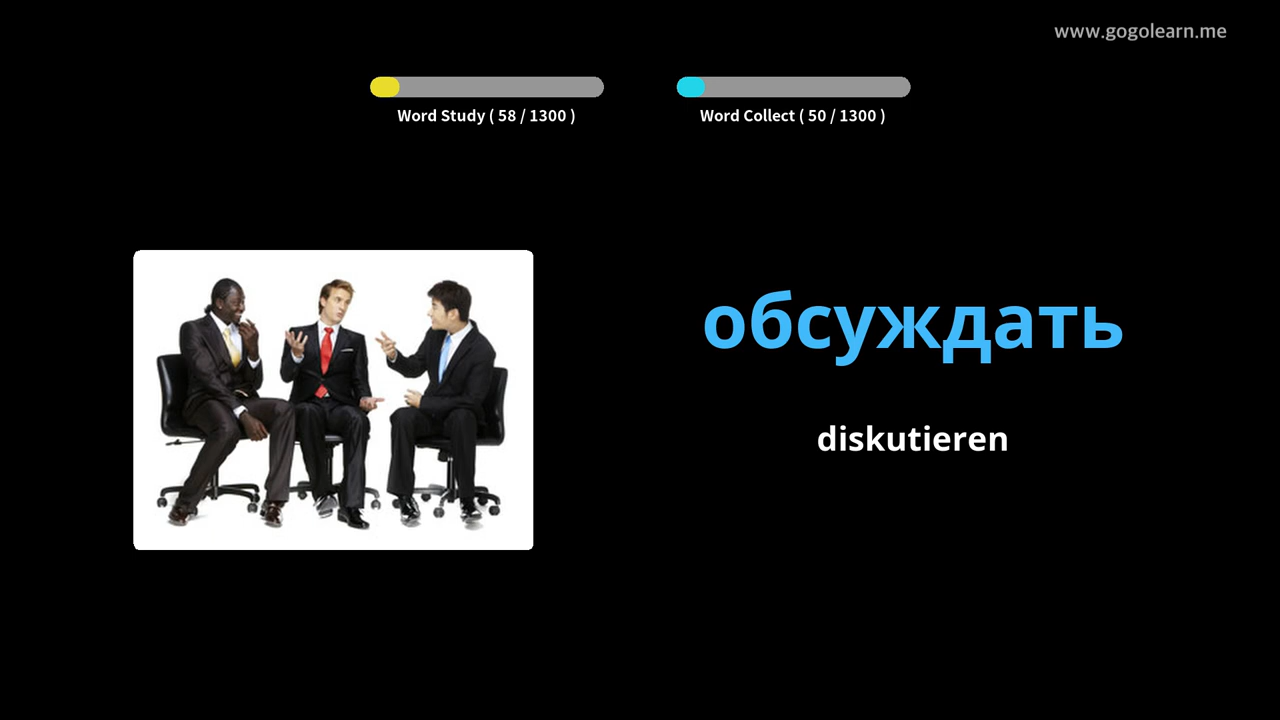 www.gogolearn.me
Word Study ( 58 / 1300 )
Word Collect ( 50 / 1300 )
обсуждать
diskutieren